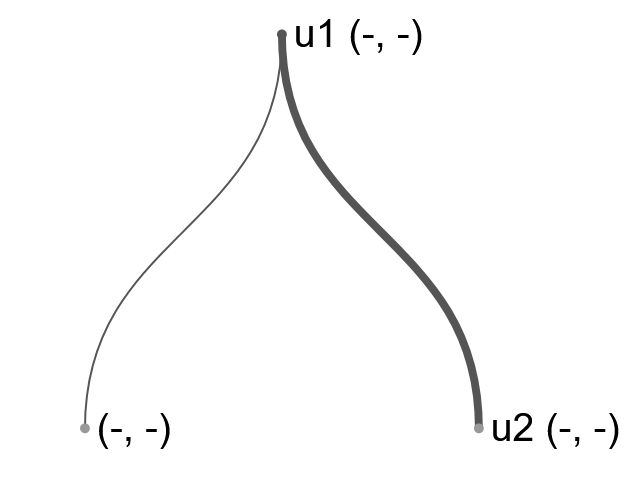 u1 (-, -)
(-, -)
u2 (-, -)